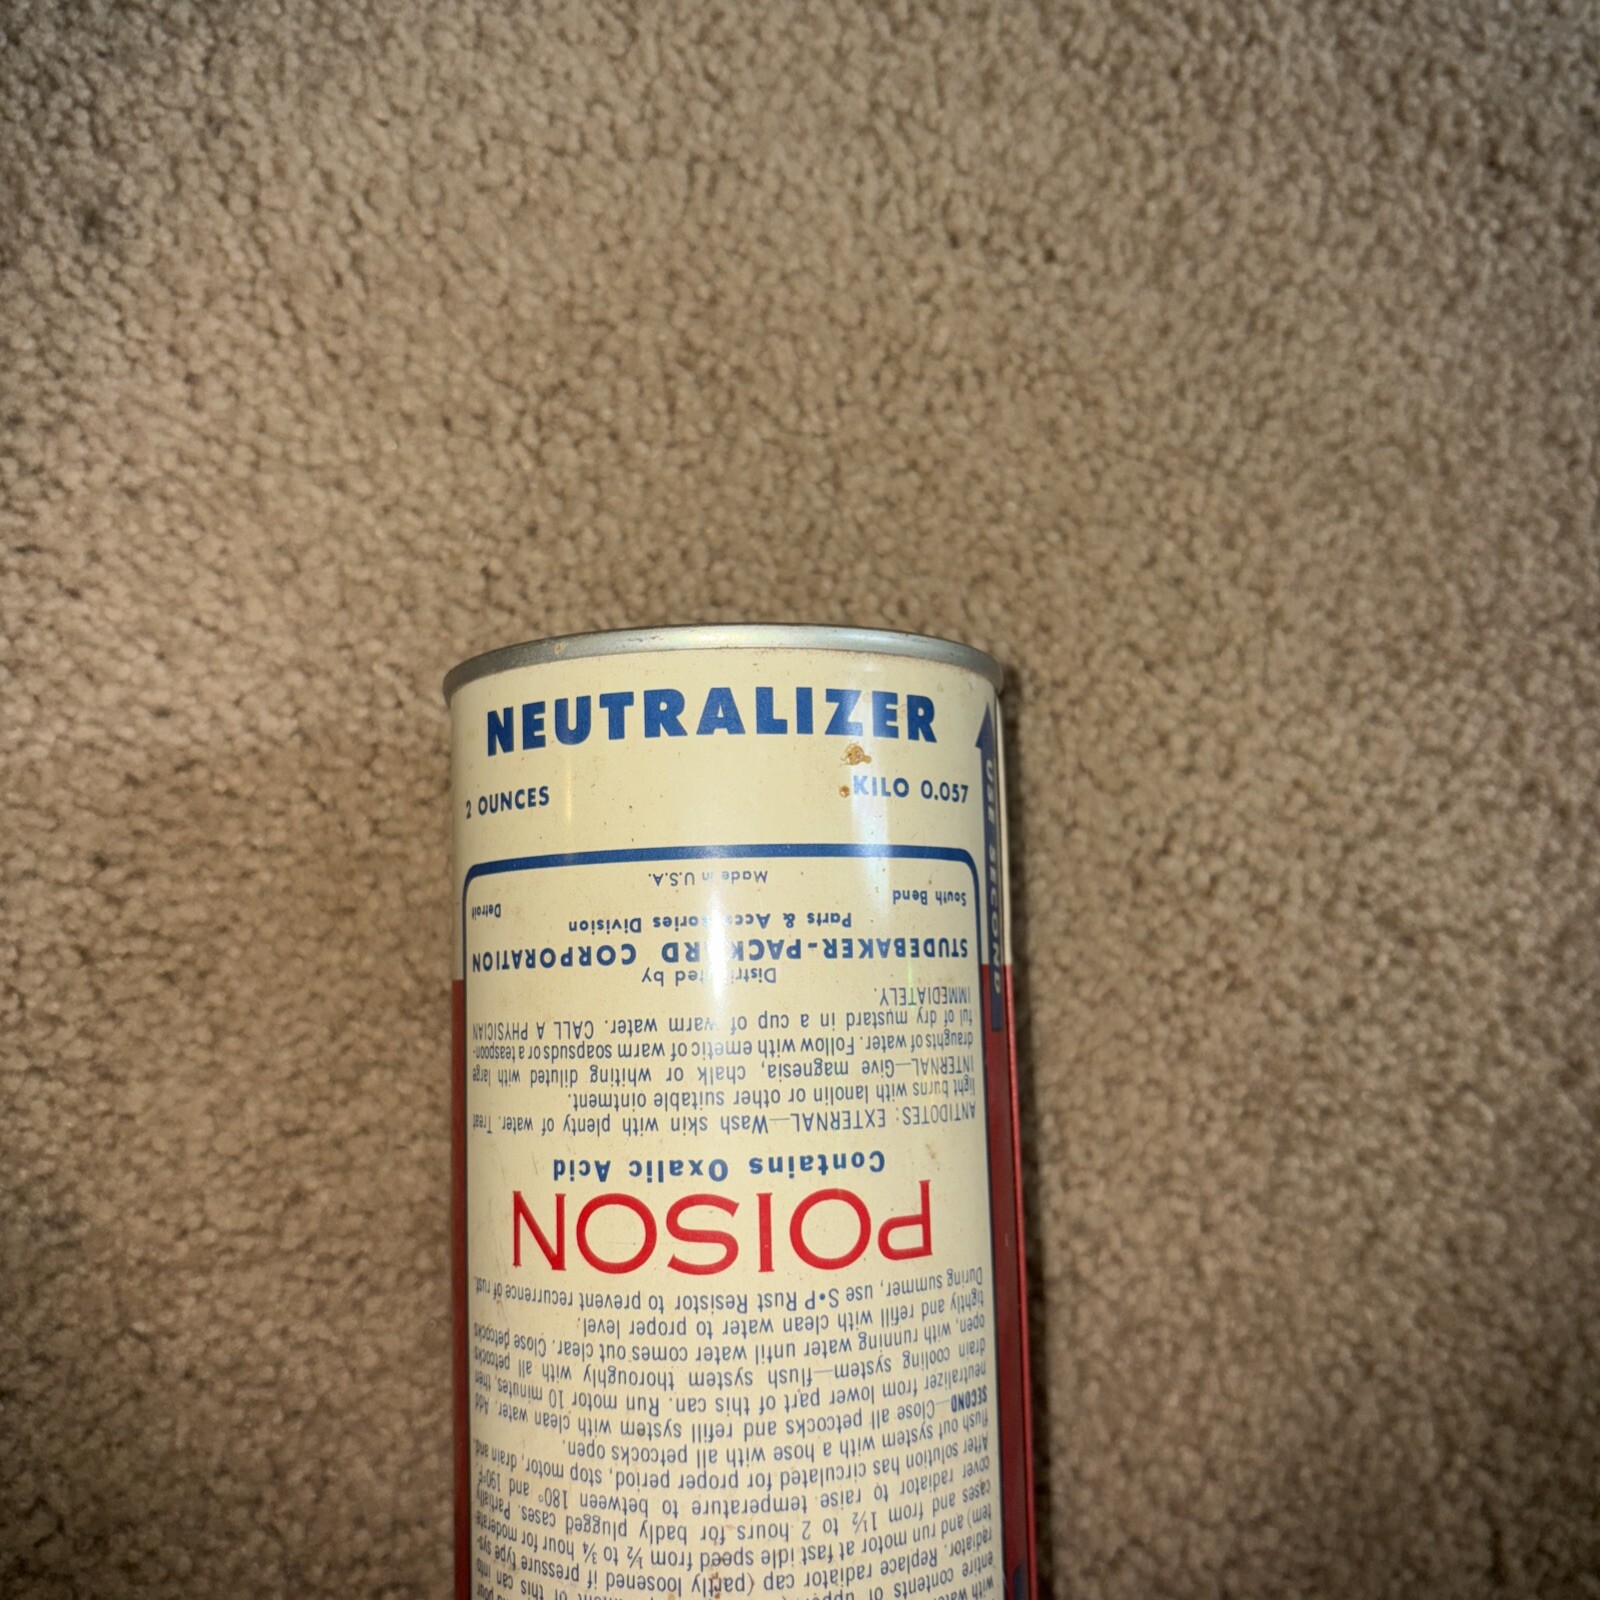 NEUTRALIZER
2 OUNCES KILO 0.057
USE SECOND
entire contents of upper of this can into
radiator. Replace radiator cap (partly loosened if pressure type sys-
tem) and run motor at fast idle speed from ½ to ¾ hour for moderate
cases and from 1½ to 2 hours for badly plugged cases. Partially
cover radiator to raise temperature to between 180° and 190°F.
After solution has circulated for proper period, stop motor, drain and
flush out system with a hose with all petcocks open.
SECOND—Close all petcocks and refill system with clean water. Add
neutralizer from lower part of this can. Run motor 10 minutes, then
drain cooling system—flush system thoroughly with all petcocks
open, with running water until water comes out clear. Close petcocks
tightly and refill with clean water to proper level.
During summer, use S•P Rust Resistor to prevent recurrence of rust.
POISON
Contains Oxalic Acid
ANTIDOTES: EXTERNAL—Wash skin with plenty of water. Treat
light burns with lanolin or other suitable ointment.
INTERNAL—Give magnesia, chalk or whiting diluted with large
draughts of water. Follow with emetic of warm soapsuds or a teaspoon-
ful of dry mustard in a cup of warm water. CALL A PHYSICIAN
IMMEDIATELY.
Distributed by
STUDEBAKER-PACKARD CORPORATION
Parts & Accessories Division
South Bend Detroit
Made in U.S.A.